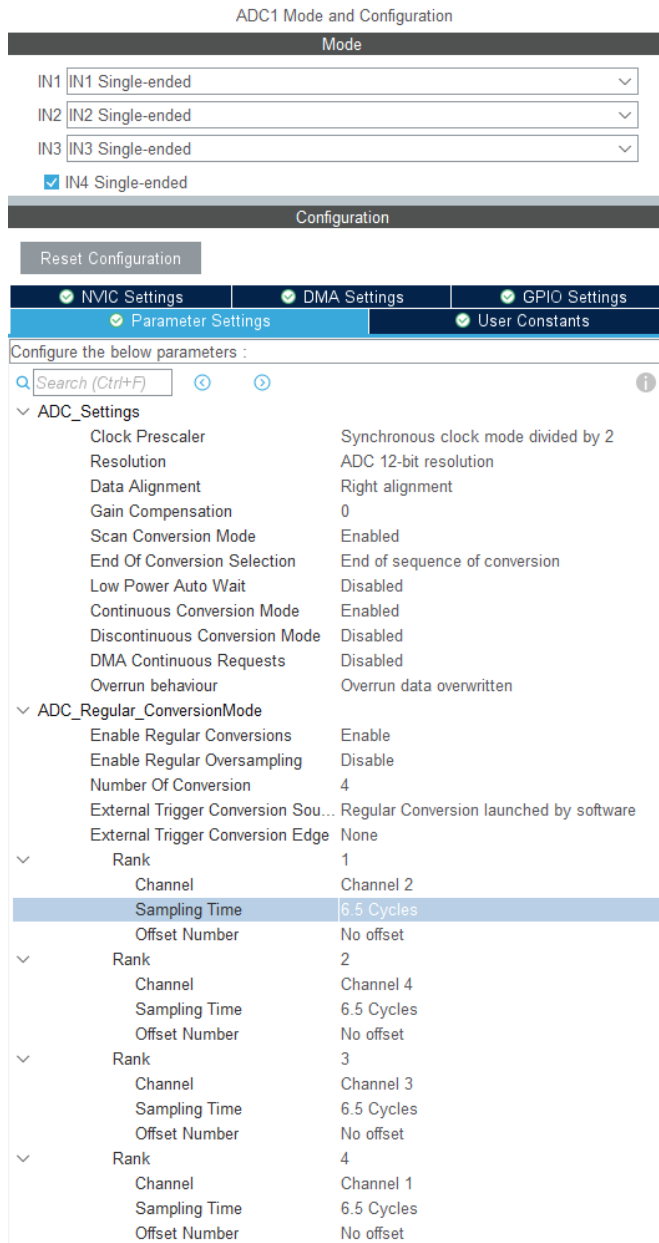 ADC1 Mode and Configuration
Mode
IN1 IN1 Single-ended
IN2 IN2 Single-ended
IN3 IN3 Single-ended
IN4 Single-ended
Configuration
Reset Configuration
NVIC Settings DMA Settings GPIO Settings
Parameter Settings User Constants
Configure the below parameters :
Search (Ctrl+F)
ADC_Settings
Clock Prescaler Synchronous clock mode divided by 2
Resolution ADC 12-bit resolution
Data Alignment Right alignment
Gain Compensation 0
Scan Conversion Mode Enabled
End Of Conversion Selection End of sequence of conversion
Low Power Auto Wait Disabled
Continuous Conversion Mode Enabled
Discontinuous Conversion Mode Disabled
DMA Continuous Requests Disabled
Overrun behaviour Overrun data overwritten
ADC_Regular_ConversionMode
Enable Regular Conversions Enable
Enable Regular Oversampling Disable
Number Of Conversion 4
External Trigger Conversion Sou... Regular Conversion launched by software
External Trigger Conversion Edge None
Rank 1
Channel Channel 2
Sampling Time 6.5 Cycles
Offset Number No offset
Rank 2
Channel Channel 4
Sampling Time 6.5 Cycles
Offset Number No offset
Rank 3
Channel Channel 3
Sampling Time 6.5 Cycles
Offset Number No offset
Rank 4
Channel Channel 1
Sampling Time 6.5 Cycles
Offset Number No offset